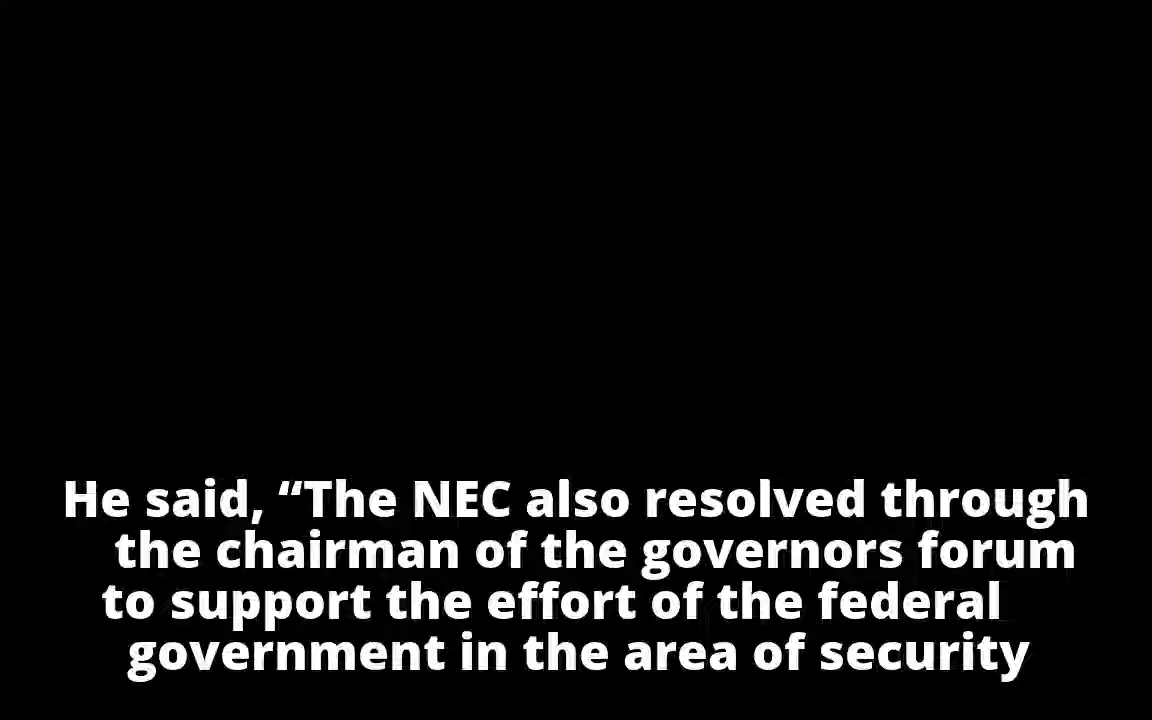 He said, “The NEC also resolved through
the chairman of the governors forum
to support the effort of the federal
government in the area of security